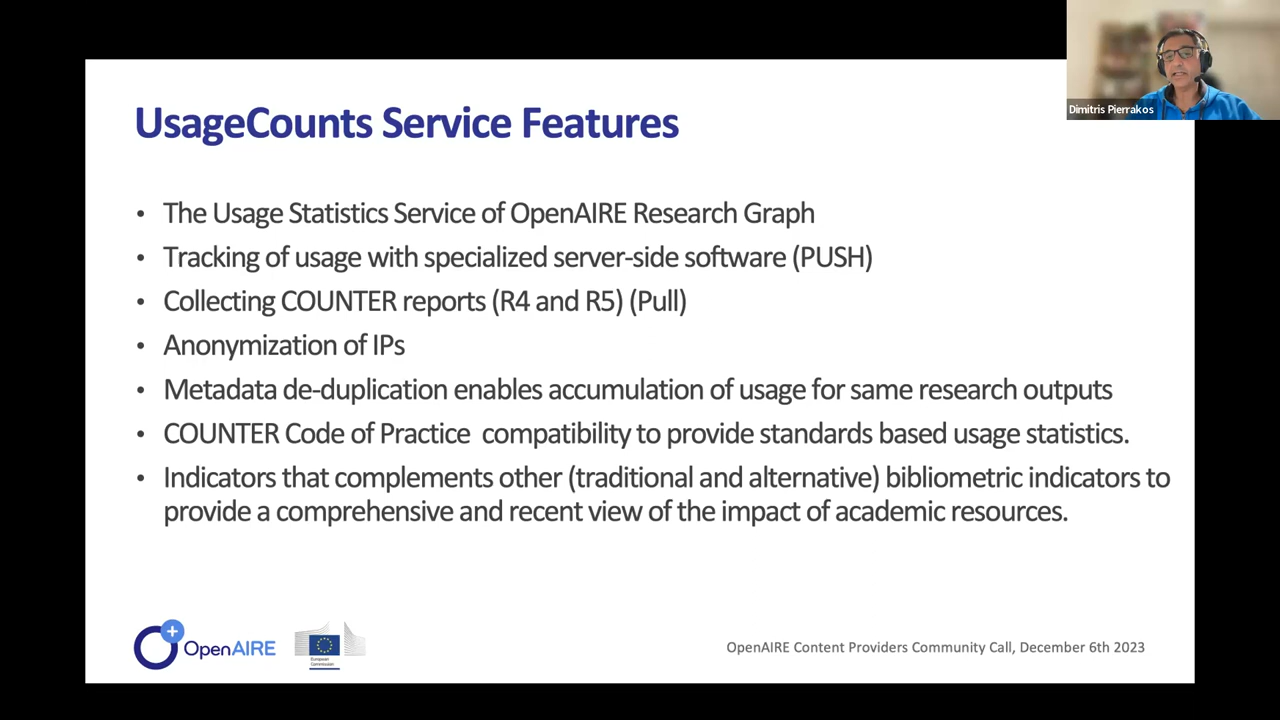 Dimitris Pierrakos
UsageCounts Service Features
• The Usage Statistics Service of OpenAIRE Research Graph
• Tracking of usage with specialized server-side software (PUSH)
• Collecting COUNTER reports (R4 and R5) (Pull)
• Anonymization of IPs
• Metadata de-duplication enables accumulation of usage for same research outputs
• COUNTER Code of Practice  compatibility to provide standards based usage statistics.
• Indicators that complements other (traditional and alternative) bibliometric indicators to
provide a comprehensive and recent view of the impact of academic resources.
OpenAIRE
European
Commission
OpenAIRE Content Providers Community Call, December 6th 2023